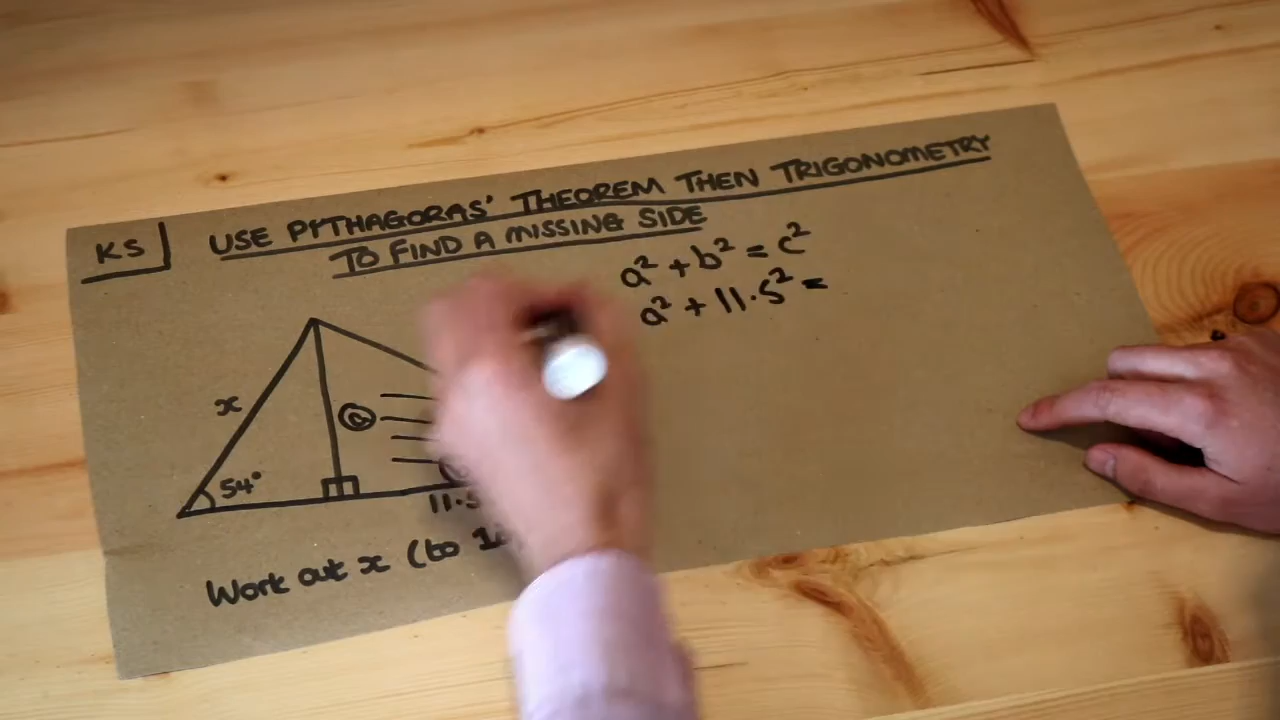 KS
USE PYTHAGORAS' THEOREM THEN TRIGONOMETRY
TO FIND A MISSING SIDE
a² + b² = c²
a² + 11.5² =
x
a
54°
Work out x (to